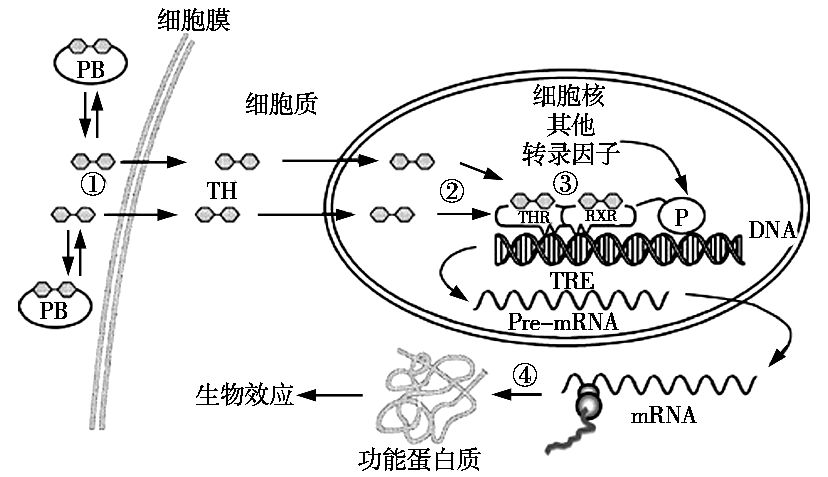 细胞膜
PB
细胞质
细胞核
其他
转录因子
①
TH
②
③
THR
RXR
P
DNA
TRE
PB
Pre-mRNA
④
生物效应
mRNA
功能蛋白质